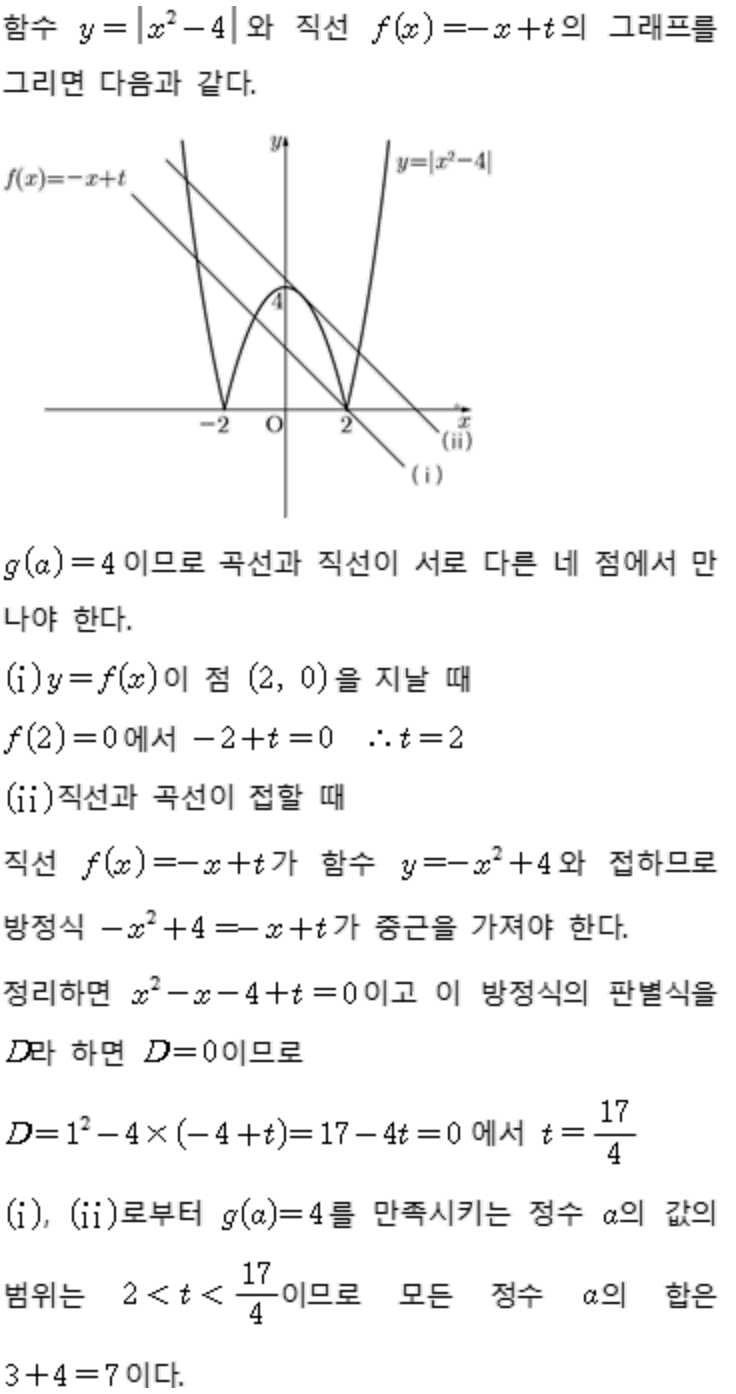 함수 y=|x²-4|와 직선 f(x)=-x+t의 그래프를
그리면 다음과 같다.
y
f(x)=-x+t
y=|x²-4|
4
-2 O 2 x
(ii)
(i)
g(a)=4이므로 곡선과 직선이 서로 다른 네 점에서 만
나야 한다.
(i)y=f(x)이 점 (2, 0)을 지날 때
f(2)=0에서 -2+t=0 ∴t=2
(ii)직선과 곡선이 접할 때
직선 f(x)=-x+t가 함수 y=-x²+4와 접하므로
방정식 -x²+4=-x+t가 중근을 가져야 한다.
정리하면 x²-x-4+t=0이고 이 방정식의 판별식을
D라 하면 D=0이므로
D=1²-4×(-4+t)=17-4t=0 에서 t=17/4
(i), (ii)로부터 g(a)=4를 만족시키는 정수 a의 값의
범위는 2<t<17/4이므로 모든 정수 a의 합은
3+4=7이다.